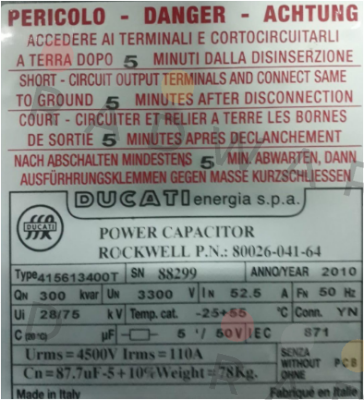 PERICOLO - DANGER - ACHTUNG
ACCEDERE AI TERMINALI E CORTOCIRCUITARLI
A TERRA DOPO 5 MINUTI DALLA DISINSERZIONE
SHORT - CIRCUIT OUTPUT TERMINALS AND CONNECT SAME
TO GROUND 5 MINUTES AFTER DISCONNECTION
COURT - CIRCUITER ET RELIER A TERRE LES BORNES
DE SORTIE 5 MINUTES APRES DECLANCHEMENT
NACH ABSCHALTEN MINDESTENS 5 MIN. ABWARTEN, DANN
AUSFÜHRUNGSKLEMMEN GEGEN MASSE KURZSCHLIESSEN
DUCATI energia s.p.a.
DUCATI
POWER CAPACITOR
ROCKWELL P.N.: 80026-041-64
Type 415613400T SN 88299 ANNO/YEAR 2010
QN 300 kvar UN 3300 V IN 52.5 A FN 50 Hz
Ui 28/75 kV Temp. cat. -25+55 °C Conn. YN
C (20°C) µF 5 '/ 50V IEC 871
Urms=4500V Irms=110A
Cn=87.7uF-5+10% Weight=78Kg.
SENZA
WITHOUT PCB
OHNE
Made in Italy Fabriqué en Italie